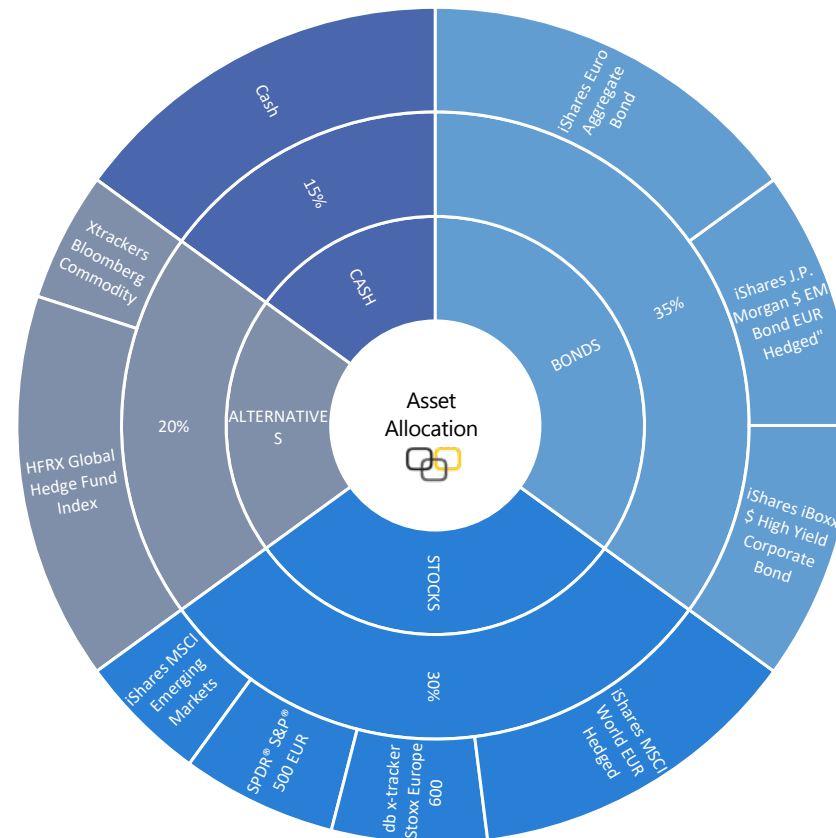 Asset
Allocation
BONDS
35%
iShares Euro
Aggregate
Bond
iShares J.P.
Morgan $ EM
Bond EUR
Hedged"
iShares iBoxx
$ High Yield
Corporate
Bond
STOCKS
30%
iShares MSCI
World EUR
Hedged
db x-tracker
Stoxx Europe
600
SPDR® S&P®
500 EUR
iShares MSCI
Emerging
Markets
ALTERNATIVE
S
20%
HFRX Global
Hedge Fund
Index
Xtrackers
Bloomberg
Commodity
CASH
15%
Cash